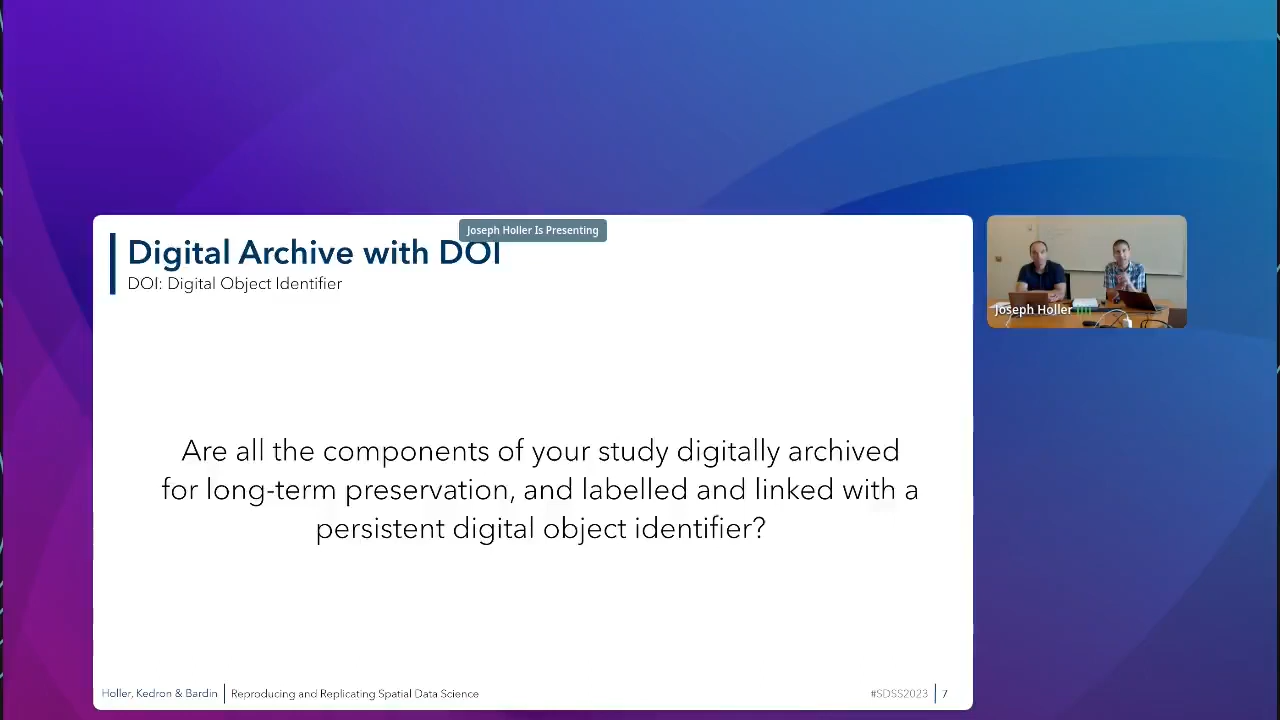 Joseph Holler Is Presenting
Digital Archive with DOI
DOI: Digital Object Identifier
Joseph Holler
Are all the components of your study digitally archived
for long-term preservation, and labelled and linked with a
persistent digital object identifier?
Holler, Kedron & Bardin | Reproducing and Replicating Spatial Data Science
#SDSS2023 | 7